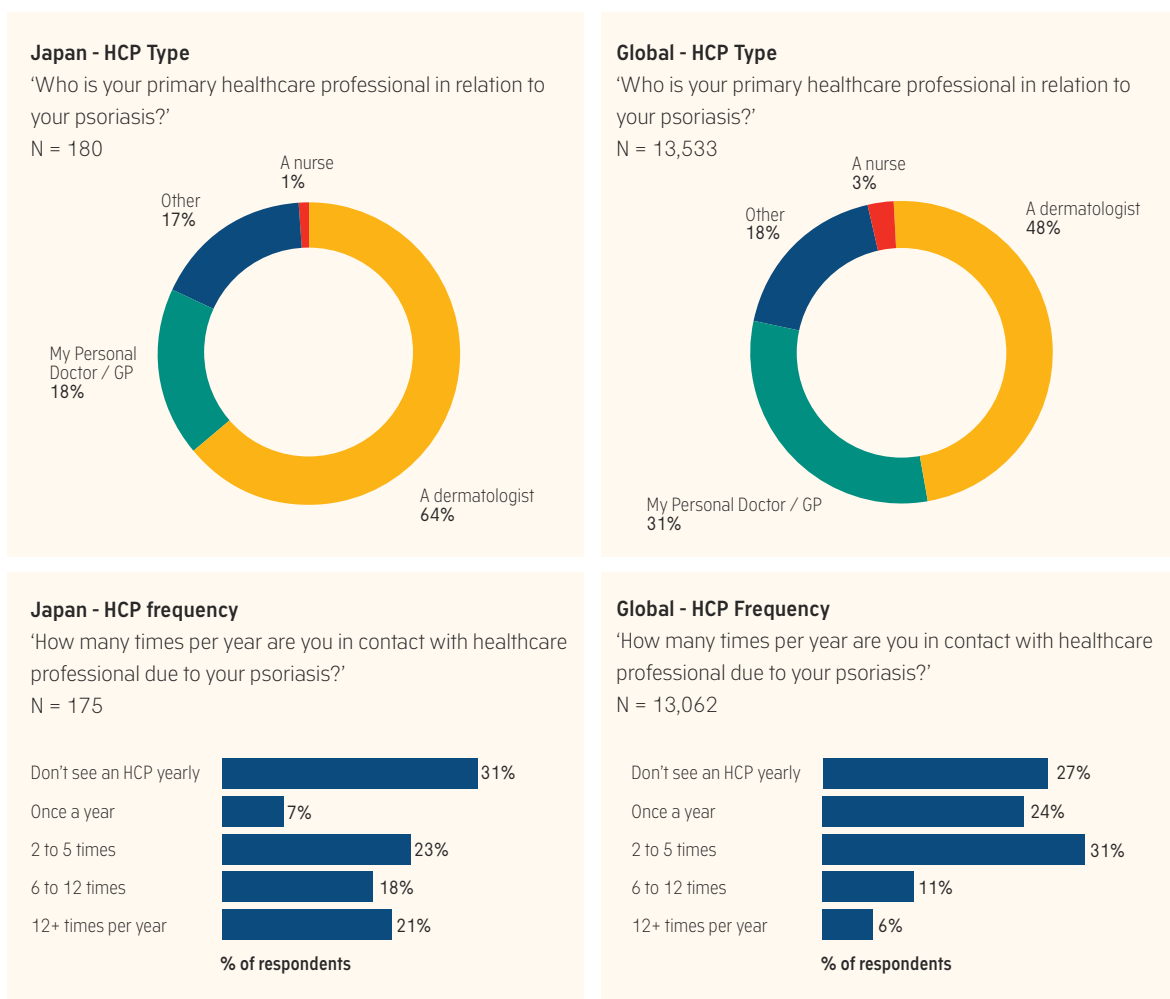 Japan - HCP Type
‘Who is your primary healthcare professional in relation to
your psoriasis?’
N = 180
A nurse
1%
Other
17%
My Personal
Doctor / GP
18%
A dermatologist
64%
Global - HCP Type
‘Who is your primary healthcare professional in relation to
your psoriasis?’
N = 13,533
A nurse
3%
A dermatologist
48%
Other
18%
My Personal Doctor / GP
31%
Japan - HCP frequency
‘How many times per year are you in contact with healthcare
professional due to your psoriasis?’
N = 175
Don’t see an HCP yearly 31%
Once a year 7%
2 to 5 times 23%
6 to 12 times 18%
12+ times per year 21%
% of respondents
Global - HCP Frequency
‘How many times per year are you in contact with healthcare
professional due to your psoriasis?’
N = 13,062
Don’t see an HCP yearly 27%
Once a year 24%
2 to 5 times 31%
6 to 12 times 11%
12+ times per year 6%
% of respondents